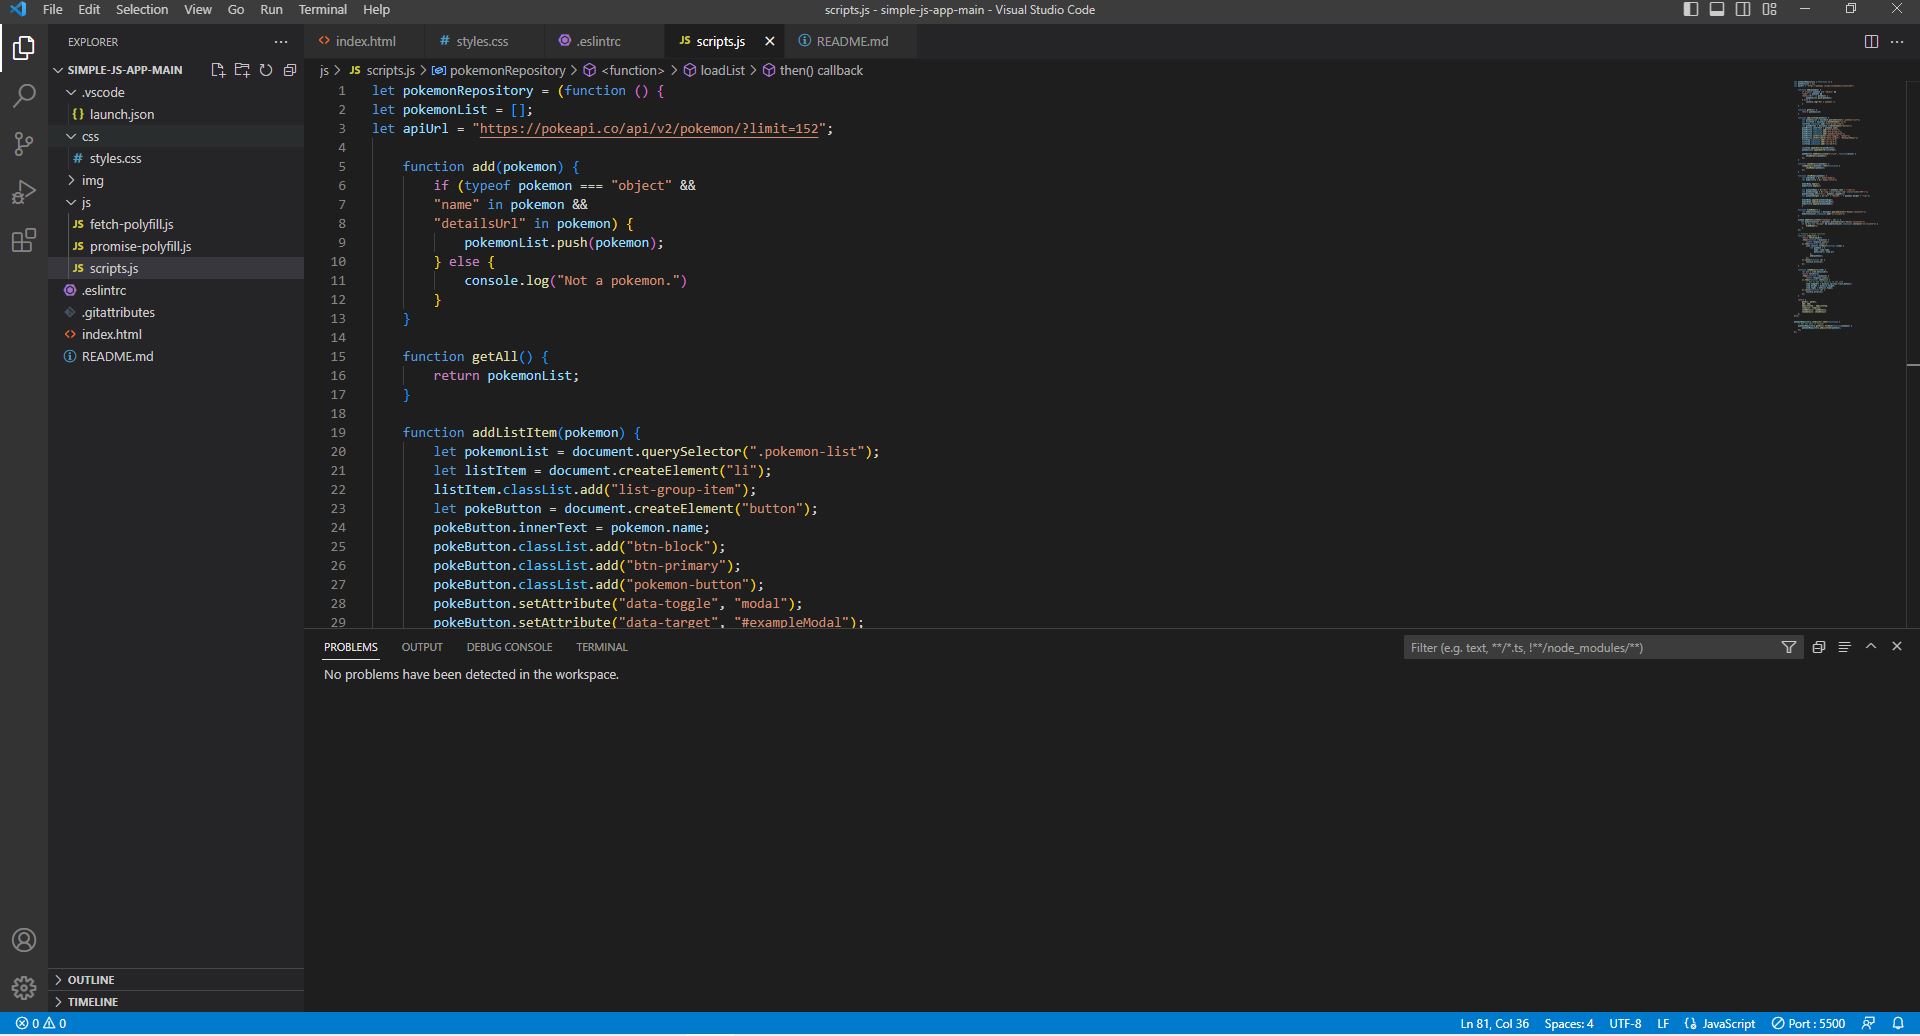 File Edit Selection View Go Run Terminal Help
scripts.js - simple-js-app-main - Visual Studio Code
EXPLORER
SIMPLE-JS-APP-MAIN
.vscode
launch.json
css
# styles.css
img
js
JS fetch-polyfill.js
JS promise-polyfill.js
JS scripts.js
.eslintrc
.gitattributes
index.html
README.md
OUTLINE
TIMELINE
index.html # styles.css .eslintrc JS scripts.js README.md
js > JS scripts.js > pokemonRepository > <function> > loadList > then() callback
1 let pokemonRepository = (function () {
2 let pokemonList = [];
3 let apiUrl = "https://pokeapi.co/api/v2/pokemon/?limit=152";
4
5 function add(pokemon) {
6 if (typeof pokemon === "object" &&
7 "name" in pokemon &&
8 "detailsUrl" in pokemon) {
9 pokemonList.push(pokemon);
10 } else {
11 console.log("Not a pokemon.")
12 }
13 }
14
15 function getAll() {
16 return pokemonList;
17 }
18
19 function addListItem(pokemon) {
20 let pokemonList = document.querySelector(".pokemon-list");
21 let listItem = document.createElement("li");
22 listItem.classList.add("list-group-item");
23 let pokeButton = document.createElement("button");
24 pokeButton.innerText = pokemon.name;
25 pokeButton.classList.add("btn-block");
26 pokeButton.classList.add("btn-primary");
27 pokeButton.classList.add("pokemon-button");
28 pokeButton.setAttribute("data-toggle", "modal");
29 pokeButton.setAttribute("data-target", "#exampleModal");
PROBLEMS OUTPUT DEBUG CONSOLE TERMINAL
Filter (e.g. text, **/*.ts, !**/node_modules/**)
No problems have been detected in the workspace.
0 0
Ln 81, Col 36 Spaces: 4 UTF-8 LF JavaScript Port : 5500